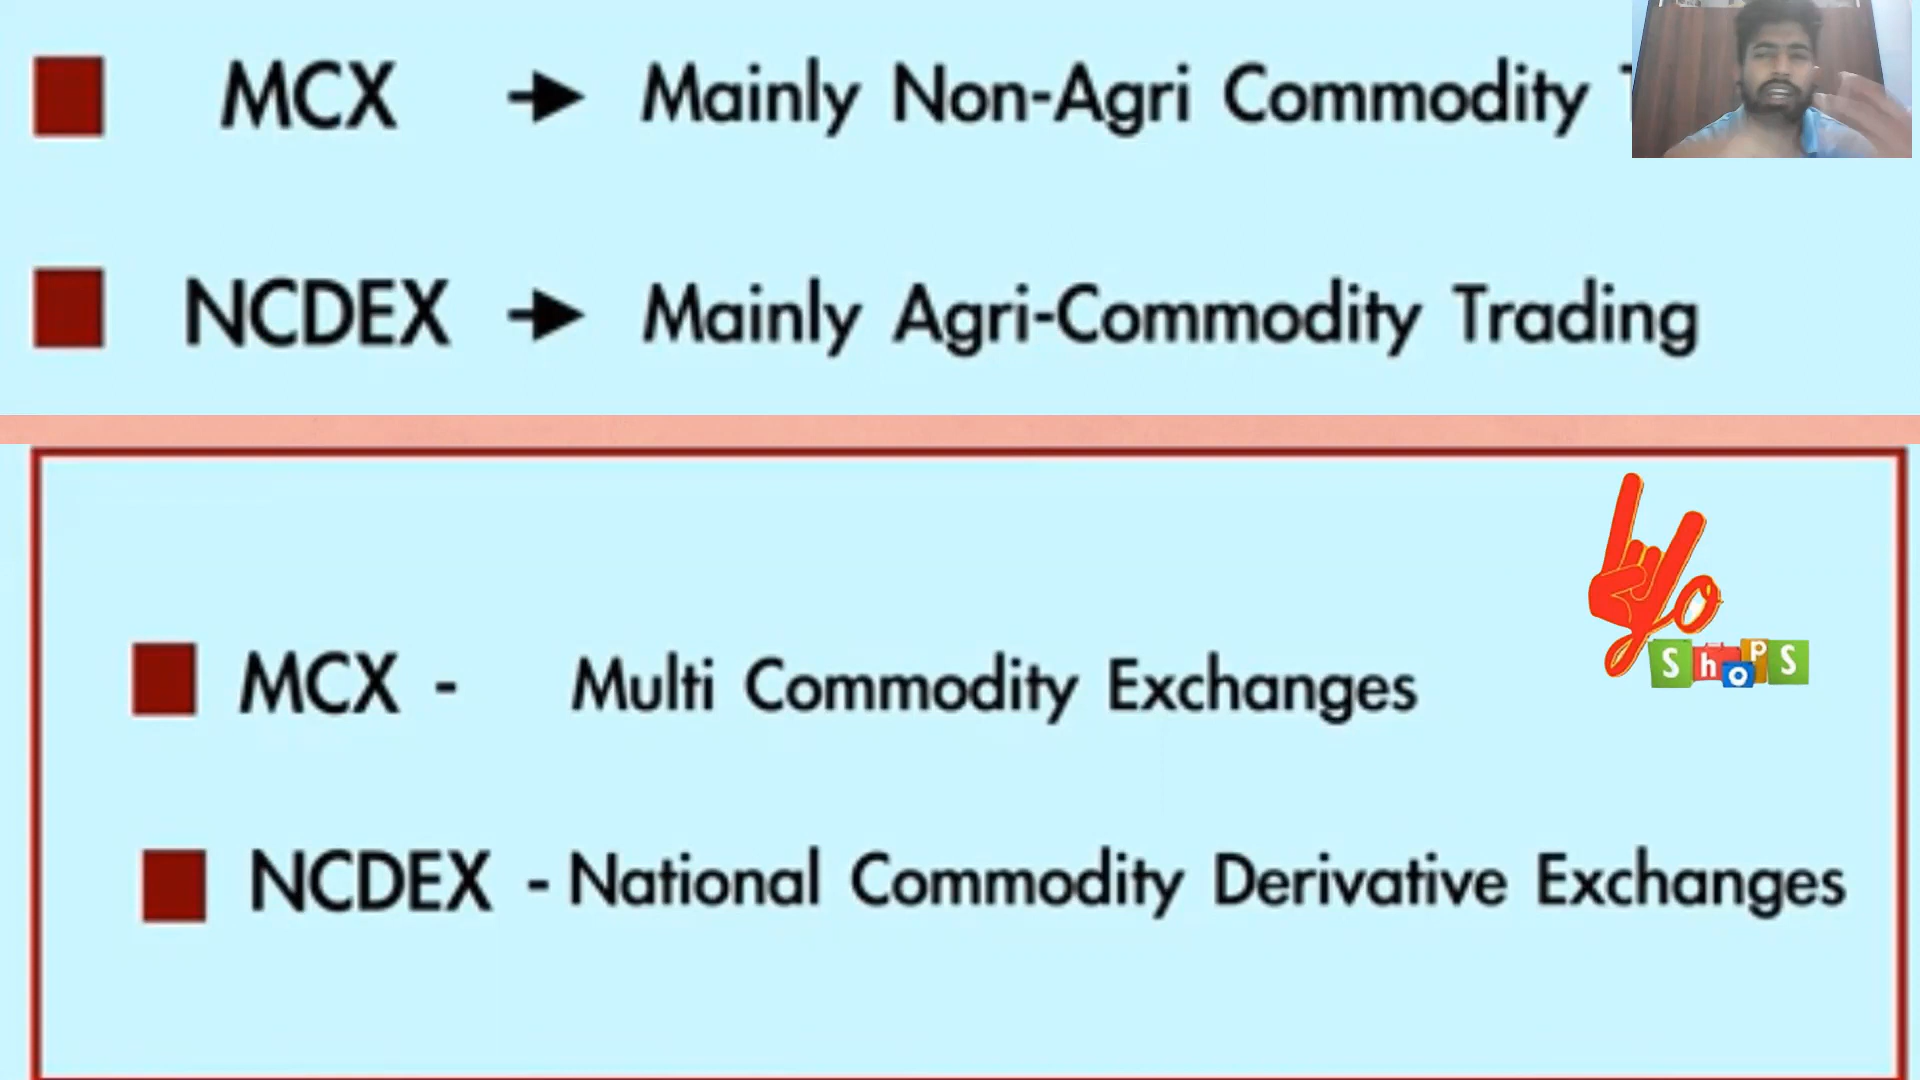 MCX → Mainly Non-Agri Commodity
NCDEX → Mainly Agri-Commodity Trading
Yo
ShopS
MCX - Multi Commodity Exchanges
NCDEX - National Commodity Derivative Exchanges